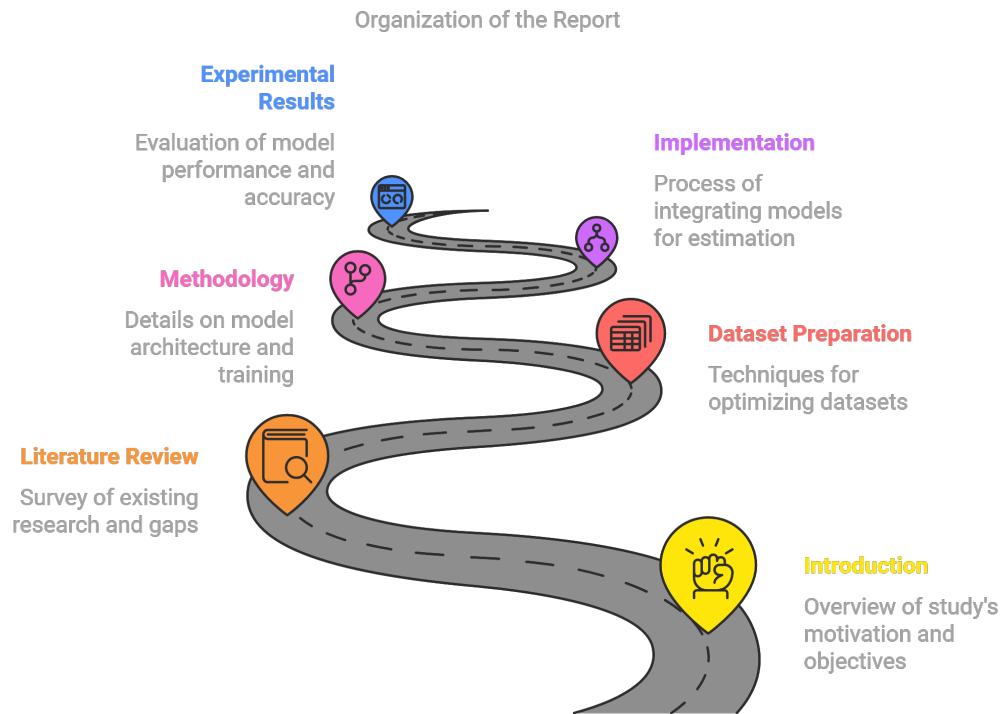 Organization of the Report
Experimental
Results
Evaluation of model
performance and
accuracy
Implementation
Process of
integrating models
for estimation
Methodology
Details on model
architecture and
training
Dataset Preparation
Techniques for
optimizing datasets
Literature Review
Survey of existing
research and gaps
Introduction
Overview of study's
motivation and
objectives